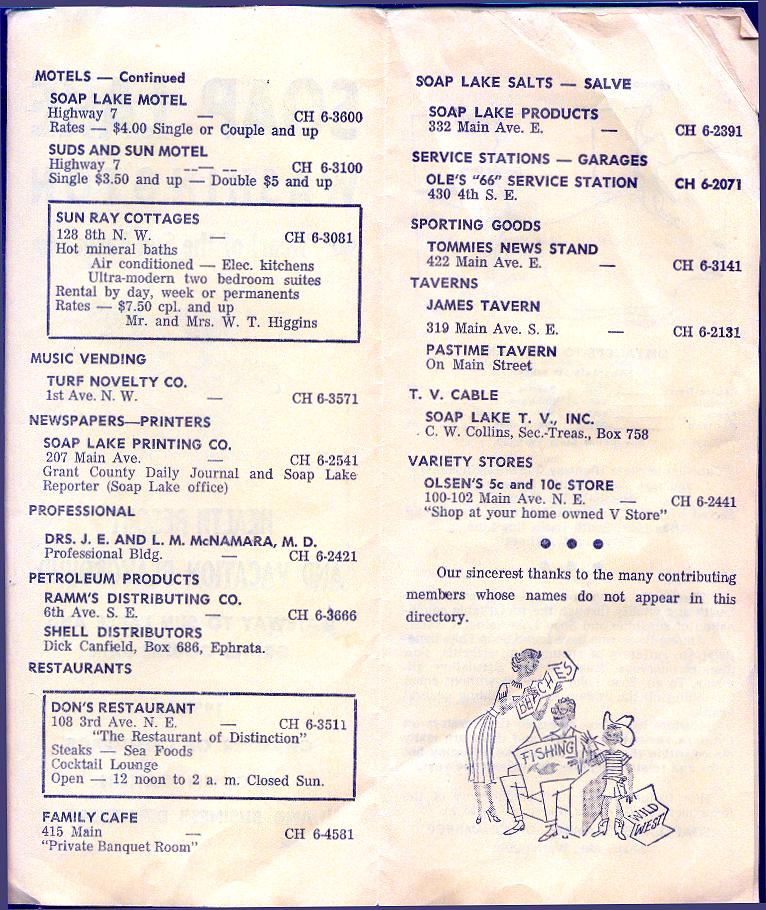 MOTELS — Continued
SOAP LAKE MOTEL
Highway 7 — CH 6-3600
Rates — $4.00 Single or Couple and up
SUDS AND SUN MOTEL
Highway 7 --— -- CH 6-3100
Single $3.50 and up — Double $5 and up
SUN RAY COTTAGES
128 8th N. W. — CH 6-3081
Hot mineral baths
Air conditioned — Elec. kitchens
Ultra-modern two bedroom suites
Rental by day, week or permanents
Rates — $7.50 cpl. and up
Mr. and Mrs. W. T. Higgins
MUSIC VENDING
TURF NOVELTY CO.
1st Ave. N. W. — CH 6-3571
NEWSPAPERS—PRINTERS
SOAP LAKE PRINTING CO.
207 Main Ave. — CH 6-2541
Grant County Daily Journal and Soap Lake
Reporter (Soap Lake office)
PROFESSIONAL
DRS. J. E. AND L. M. McNAMARA, M. D.
Professional Bldg. — CH 6-2421
PETROLEUM PRODUCTS
RAMM'S DISTRIBUTING CO.
6th Ave. S. E. — CH 6-3666
SHELL DISTRIBUTORS
Dick Canfield, Box 686, Ephrata.
RESTAURANTS
DON'S RESTAURANT
108 3rd Ave. N. E. — CH 6-3511
"The Restaurant of Distinction"
Steaks — Sea Foods
Cocktail Lounge
Open — 12 noon to 2 a. m. Closed Sun.
FAMILY CAFE
415 Main — CH 6-4581
"Private Banquet Room"
SOAP LAKE SALTS — SALVE
SOAP LAKE PRODUCTS
332 Main Ave. E. — CH 6-2391
SERVICE STATIONS — GARAGES
OLE'S "66" SERVICE STATION CH 6-2071
430 4th S. E.
SPORTING GOODS
TOMMIES NEWS STAND
422 Main Ave. E. — CH 6-3141
TAVERNS
JAMES TAVERN
319 Main Ave. S. E. — CH 6-2131
PASTIME TAVERN
On Main Street
T. V. CABLE
SOAP LAKE T. V., INC.
C. W. Collins, Sec.-Treas., Box 758
VARIETY STORES
OLSEN'S 5c and 10c STORE
100-102 Main Ave. N. E. — CH 6-2441
"Shop at your home owned V Store"
● ● ●
Our sincerest thanks to the many contributing
members whose names do not appear in this
directory.
BEACHES
FISHING
WILD
WEST